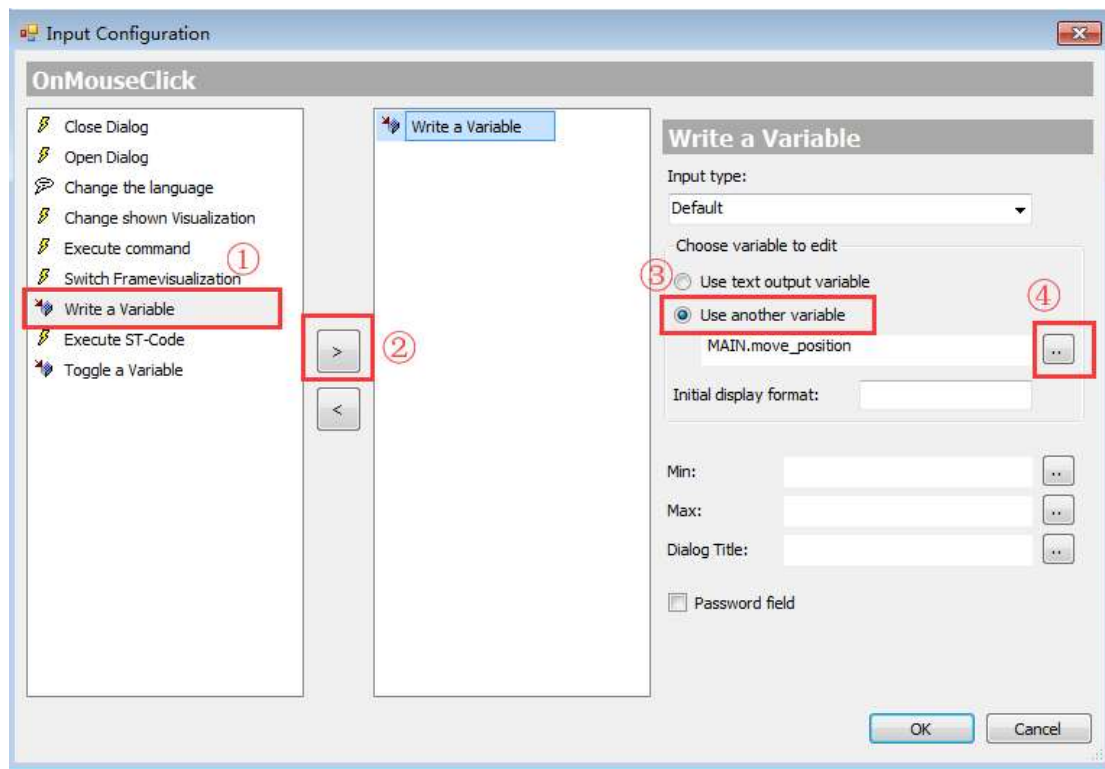 Input Configuration
OnMouseClick
Close Dialog
Open Dialog
Change the language
Change shown Visualization
Execute command
①
Switch Framevisualization
Write a Variable
Execute ST-Code
Toggle a Variable
>
②
<
Write a Variable
Write a Variable
Input type:
Default
Choose variable to edit
③
Use text output variable
④
Use another variable
MAIN.move_position
..
Initial display format:
Min:
..
Max:
..
Dialog Title:
..
Password field
OK
Cancel